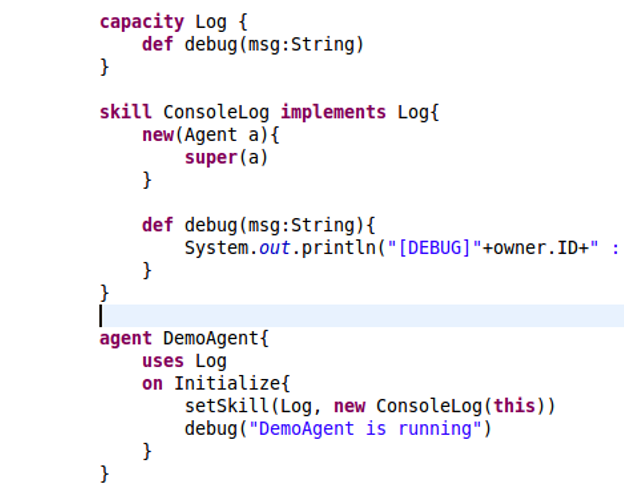 capacity Log {
    def debug(msg:String)
}
skill ConsoleLog implements Log{
    new(Agent a){
        super(a)
    }
    def debug(msg:String){
        System.out.println("[DEBUG]"+owner.ID+" :
    }
}
agent DemoAgent{
    uses Log
    on Initialize{
        setSkill(Log, new ConsoleLog(this))
        debug("DemoAgent is running")
    }
}